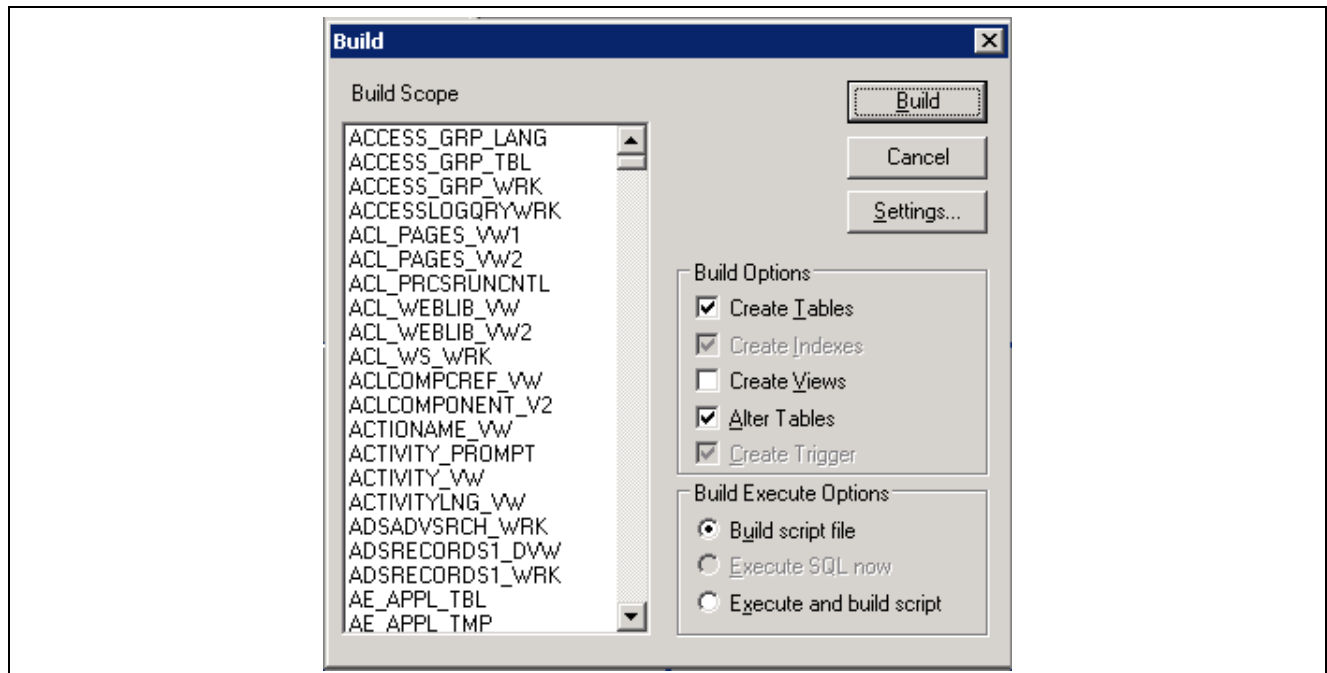 Build
Build Scope
ACCESS_GRP_LANG
ACCESS_GRP_TBL
ACCESS_GRP_WRK
ACCESSLOGQRYWRK
ACL_PAGES_VW1
ACL_PAGES_VW2
ACL_PRCSRUNCNTL
ACL_WEBLIB_VW
ACL_WEBLIB_VW2
ACL_WS_WRK
ACLCOMPCREF_VW
ACLCOMPONENT_V2
ACTIONAME_VW
ACTIVITY_PROMPT
ACTIVITY_VW
ACTIVITYLNG_VW
ADSADVSRCH_WRK
ADSRECORDS1_DVW
ADSRECORDS1_WRK
AE_APPL_TBL
AE_APPL_TMP
Build
Cancel
Settings...
Build Options
Create Tables
Create Indexes
Create Views
Alter Tables
Create Trigger
Build Execute Options
Build script file
Execute SQL now
Execute and build script